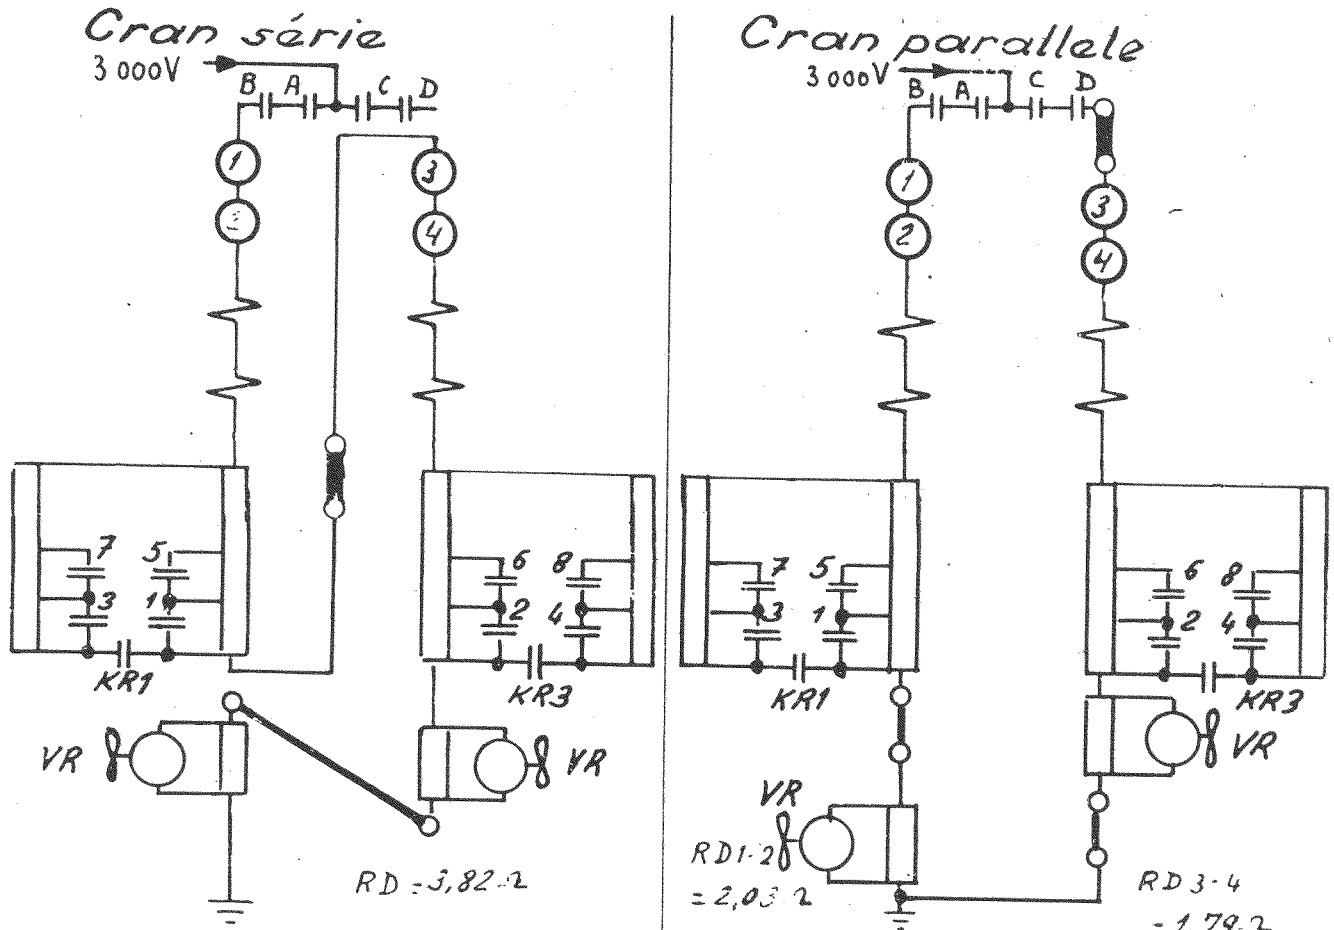 Cran série
3 000V
B A C D
1
3
4
7 5
3 1
KR1
6 8
2 4
KR3
VR
VR
RD = 3,82 Ω
Cran parallele
3 000V
B A C D
1
2
3
4
7 5
3 1
KR1
6 8
2 4
KR3
VR
VR
RD1-2
= 2,03 Ω
RD 3-4